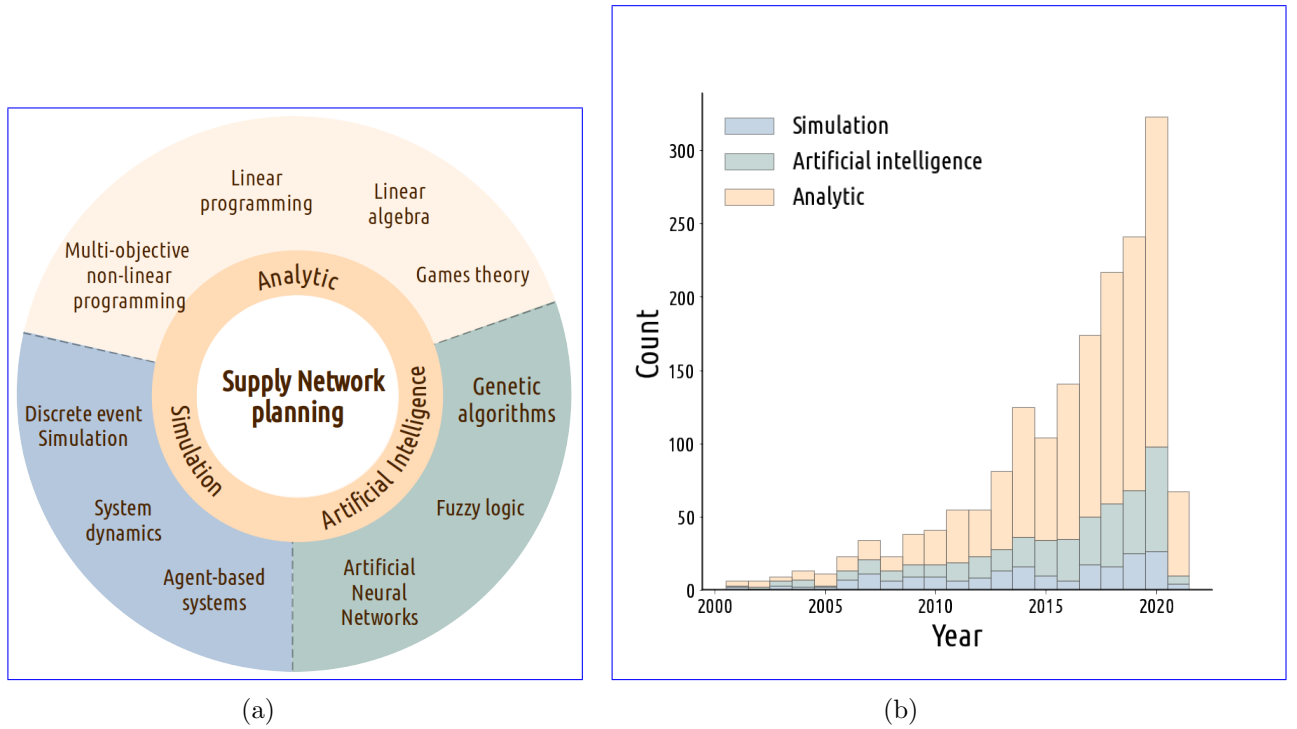 Linear
programming
Linear
algebra
Multi-objective
non-linear
programming
Games theory
Analytic
Supply Network
planning
Simulation
Artificial Intelligence
Genetic
algorithms
Discrete event
Simulation
System
dynamics
Fuzzy logic
Agent-based
systems
Artificial
Neural
Networks
(a)
Simulation
Artificial intelligence
Analytic
Count
300
250
200
150
100
50
0
2000 2005 2010 2015 2020
Year
(b)